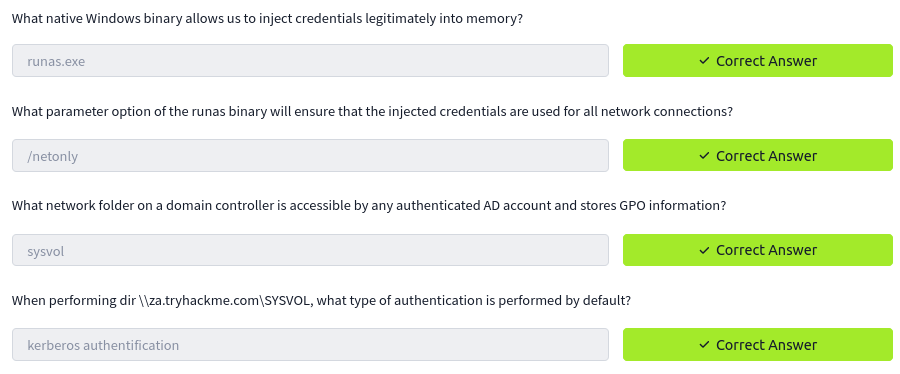 What native Windows binary allows us to inject credentials legitimately into memory?
runas.exe
✓ Correct Answer
What parameter option of the runas binary will ensure that the injected credentials are used for all network connections?
/netonly
✓ Correct Answer
What network folder on a domain controller is accessible by any authenticated AD account and stores GPO information?
sysvol
✓ Correct Answer
When performing dir \\za.tryhackme.com\SYSVOL, what type of authentication is performed by default?
kerberos authentification
✓ Correct Answer